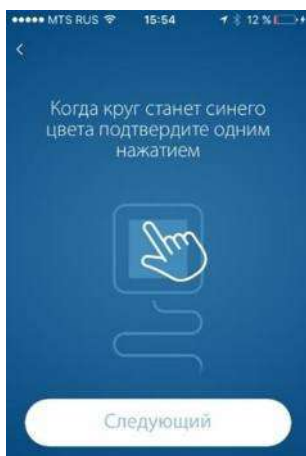 MTS RUS 15:54 12 %
Когда круг станет синего
цвета подтвердите одним
нажатием
Следующий